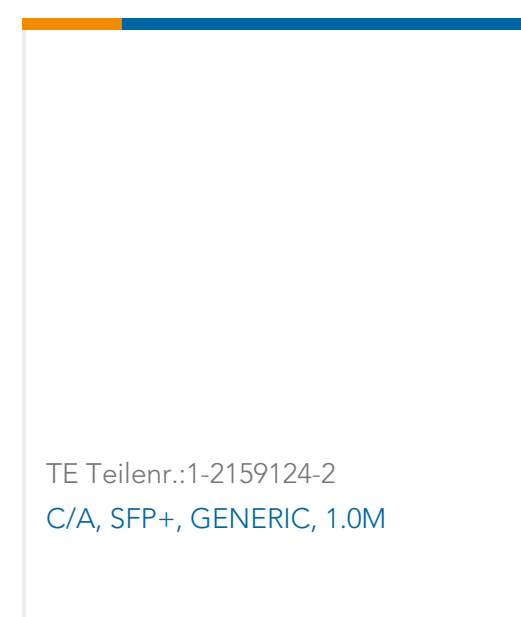 TE Teilenr.:1-2159124-2
C/A, SFP+, GENERIC, 1.0M